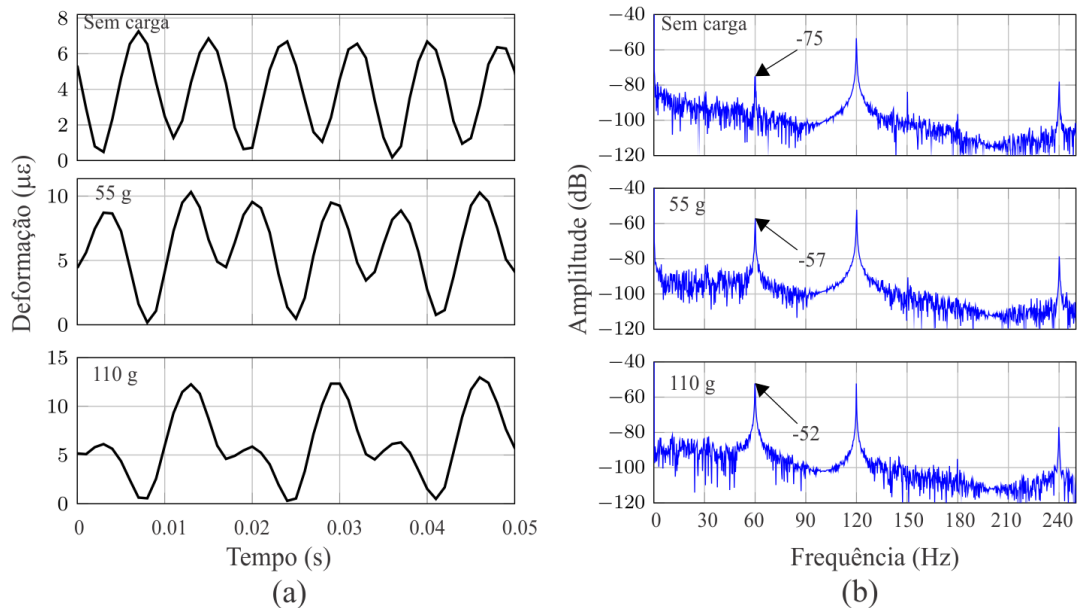 Sem carga
8
6
4
2
0
55 g
10
5
0
110 g
15
10
5
0
0 0.01 0.02 0.03 0.04 0.05
Deformação (με)
Tempo (s)
(a)
Sem carga
-75
−40
−60
−80
−100
−120
55 g
-57
−40
−60
−80
−100
−120
110 g
-52
−40
−60
−80
−100
−120
0 30 60 90 120 150 180 210 240
Ampliltude (dB)
Frequência (Hz)
(b)